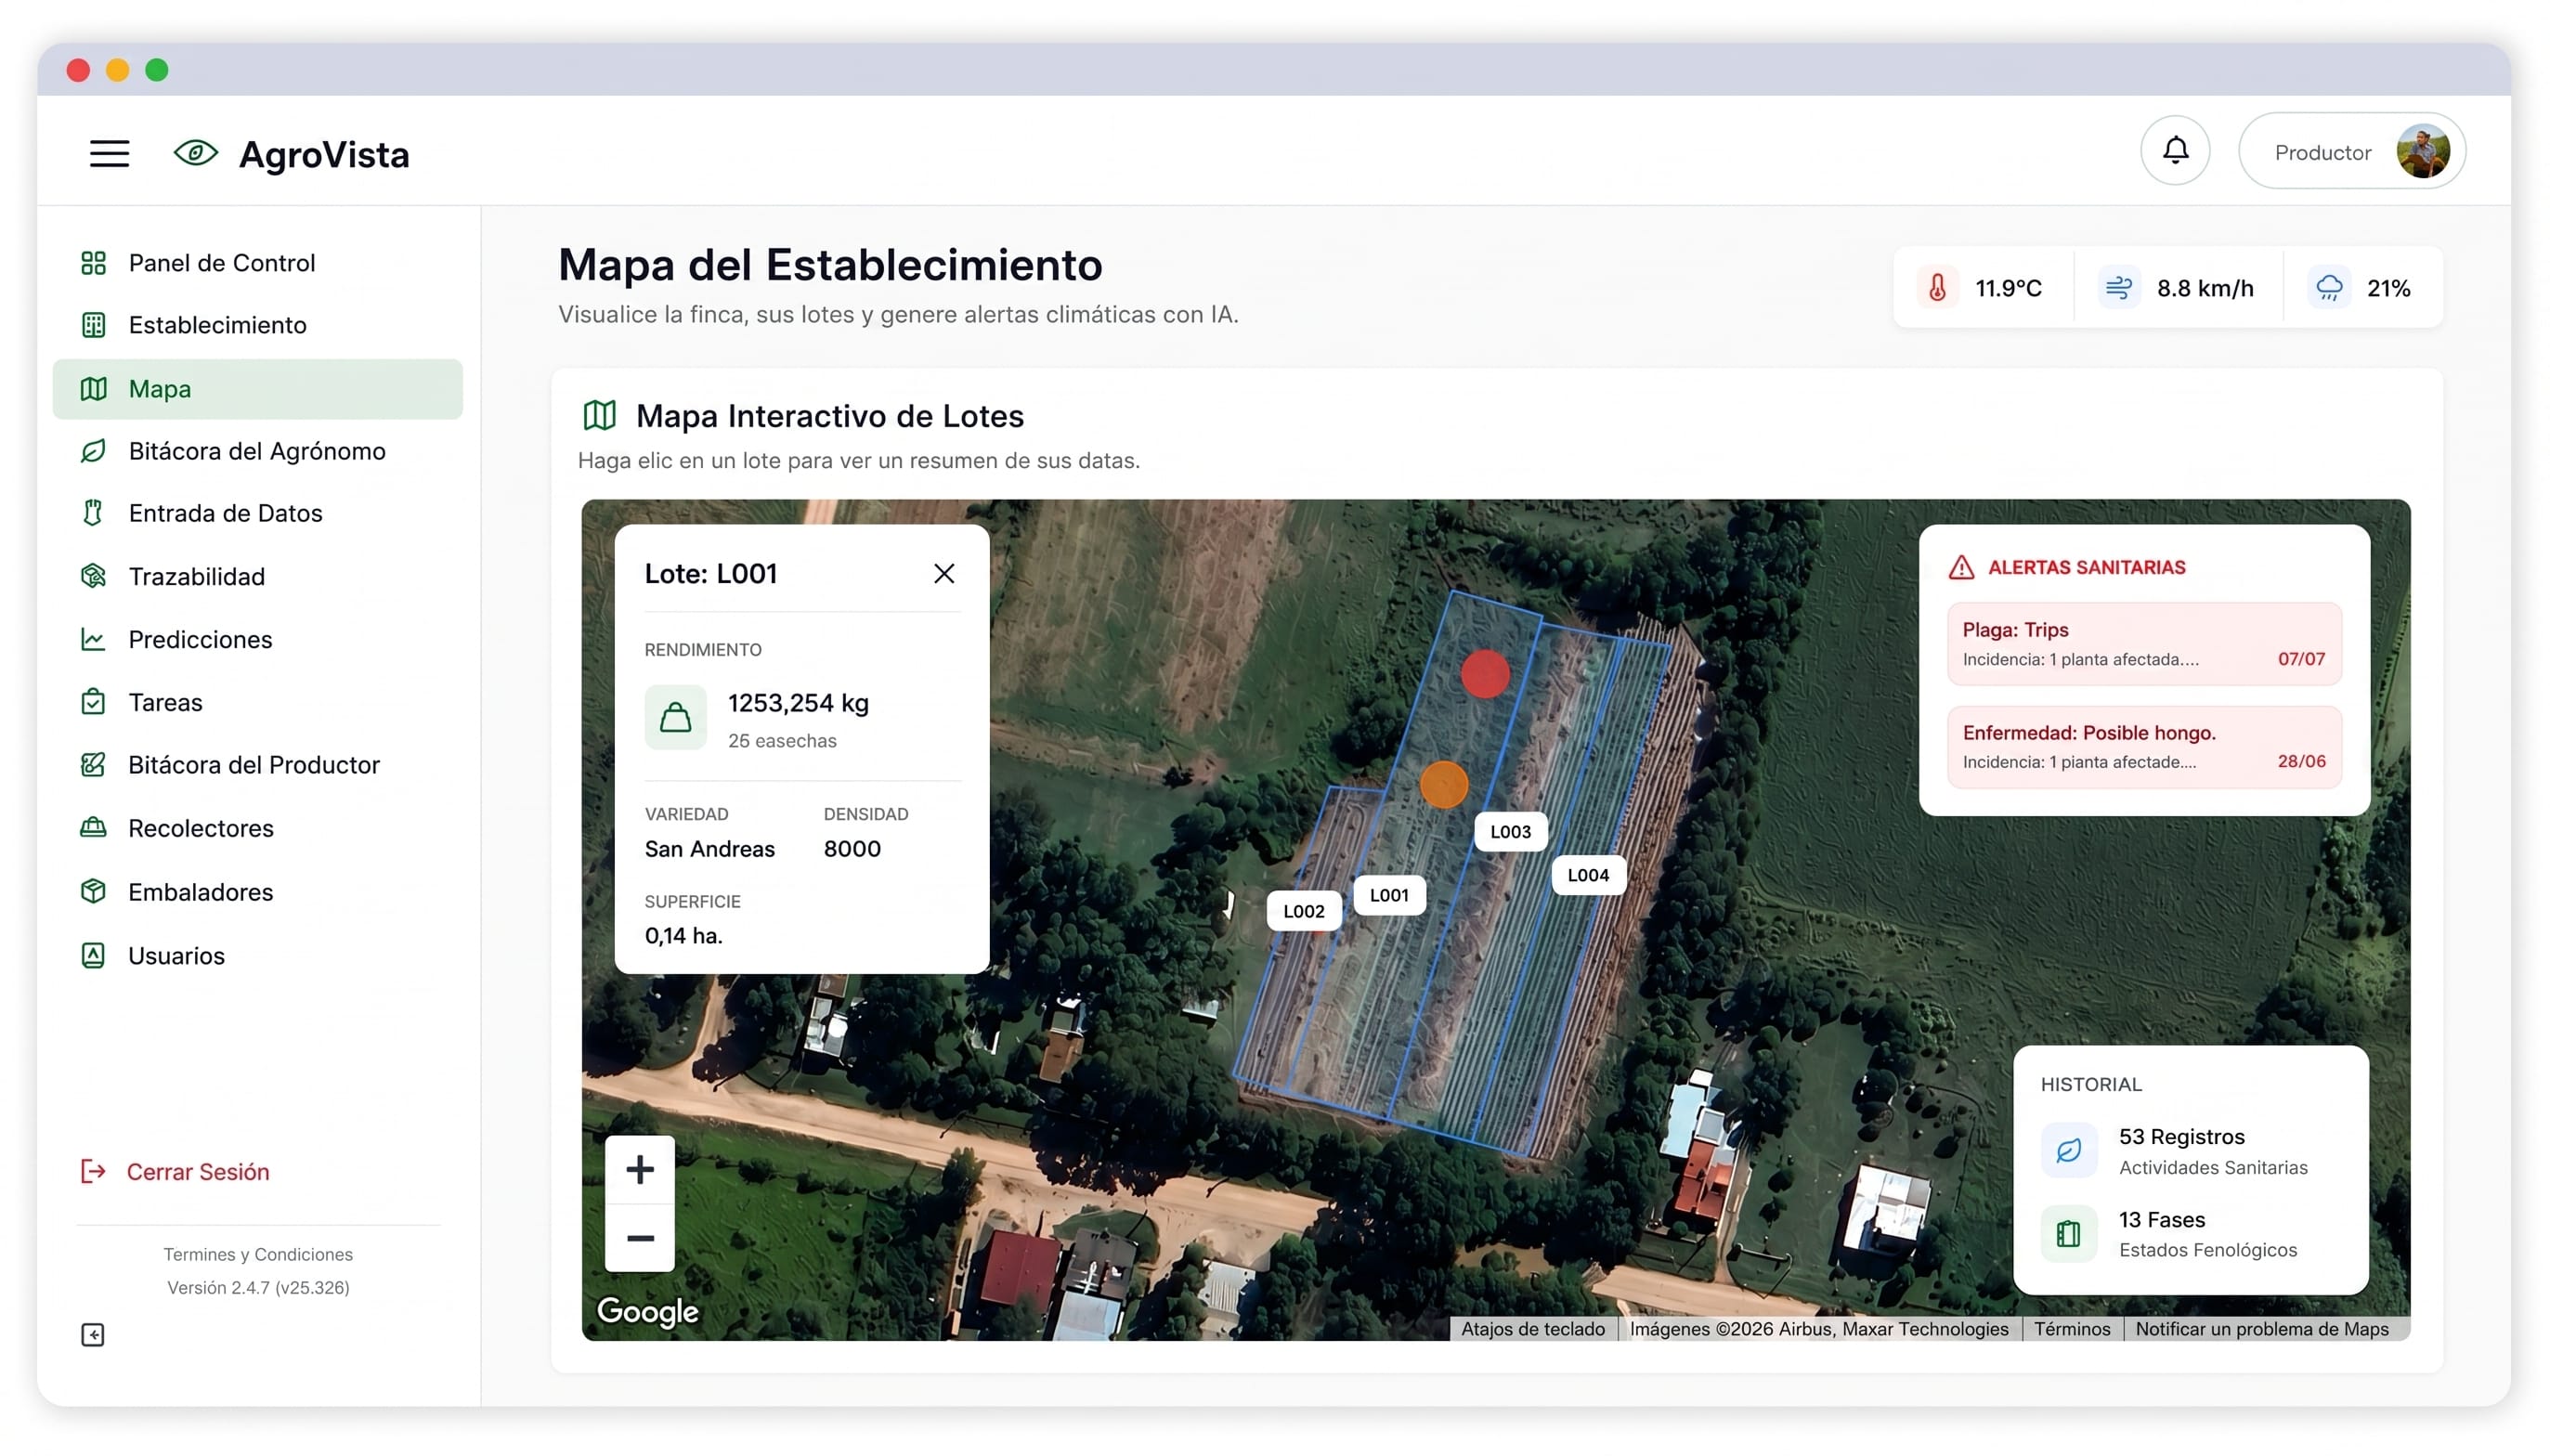 AgroVista
Productor
Panel de Control
Establecimiento
Mapa
Bitácora del Agrónomo
Entrada de Datos
Trazabilidad
Predicciones
Tareas
Bitácora del Productor
Recolectores
Embaladores
Usuarios
Cerrar Sesión
Termines y Condiciones
Versión 2.4.7 (v25.326)
Mapa del Establecimiento
Visualice la finca, sus lotes y genere alertas climáticas con IA.
11.9°C
8.8 km/h
21%
Mapa Interactivo de Lotes
Haga elic en un lote para ver un resumen de sus datas.
Lote: L001
RENDIMIENTO
1253,254 kg
25 easechas
VARIEDAD DENSIDAD
San Andreas 8000
SUPERFICIE
0,14 ha.
L003
L004
L001
L002
ALERTAS SANITARIAS
Plaga: Trips
Incidencia: 1 planta afectada.... 07/07
Enfermedad: Posible hongo.
Incidencia: 1 pianta afectade.... 28/06
HISTORIAL
53 Registros
Actividades Sanitarias
13 Fases
Estados Fenológicos
Google
Atajos de teclado Imágenes ©2026 Airbus, Maxar Technologies Términos Notificar un problema de Maps